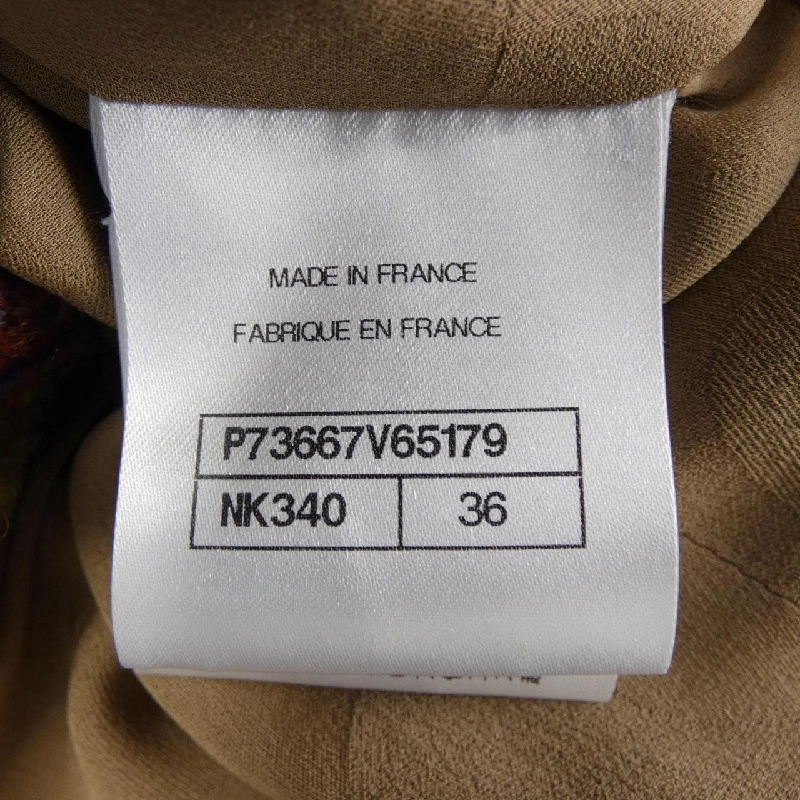 MADE IN FRANCE
FABRIQUE EN FRANCE
P73667V65179
NK340 36